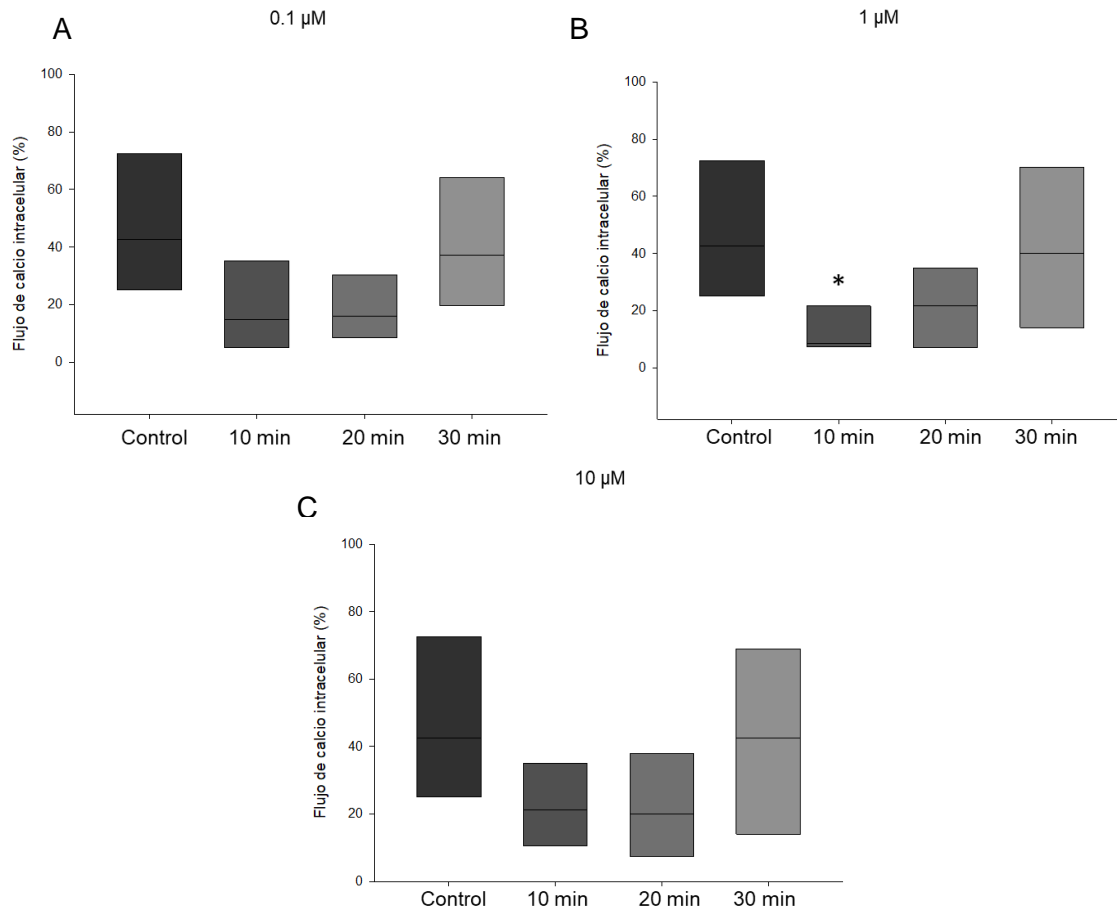 A
0.1 µM
Flujo de calcio intracelular (%)
100
80
60
40
20
0
Control
10 min
20 min
30 min
B
1 µM
Flujo de calcio intracelular (%)
100
80
60
40
20
0
*
Control
10 min
20 min
30 min
C
10 µM
Flujo de calcio intracelular (%)
100
80
60
40
20
0
Control
10 min
20 min
30 min